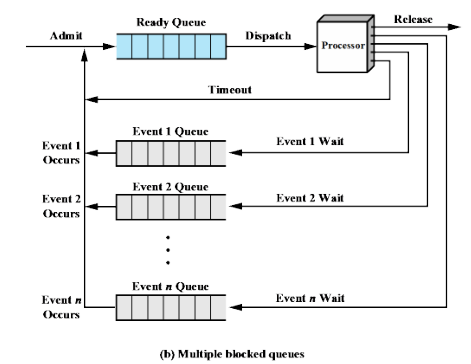 Admit
Ready Queue
Dispatch
Processor
Release
Timeout
Event 1
Occurs
Event 1 Queue
Event 1 Wait
Event 2
Occurs
Event 2 Queue
Event 2 Wait
Event n
Occurs
Event n Queue
Event n Wait
(b) Multiple blocked queues